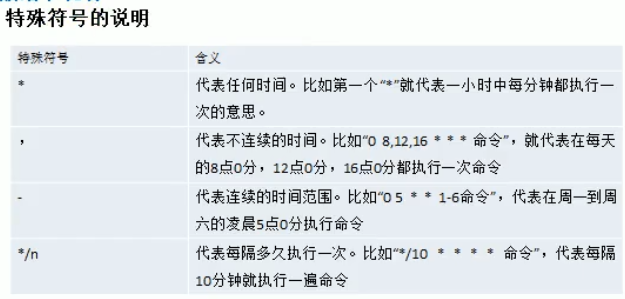 特殊符号的说明
特殊符号 含义
* 代表任何时间。比如第一个“*”就代表一小时中每分钟都执行一
次的意思。
， 代表不连续的时间。比如“0 8,12,16 * * * 命令”，就代表在每天
的8点0分，12点0分，16点0分都执行一次命令
- 代表连续的时间范围。比如“0 5 * * 1-6命令”，代表在周一到周
六的凌晨5点0分执行命令
*/n 代表每隔多久执行一次。比如“*/10 * * * * 命令”，代表每隔
10分钟就执行一遍命令